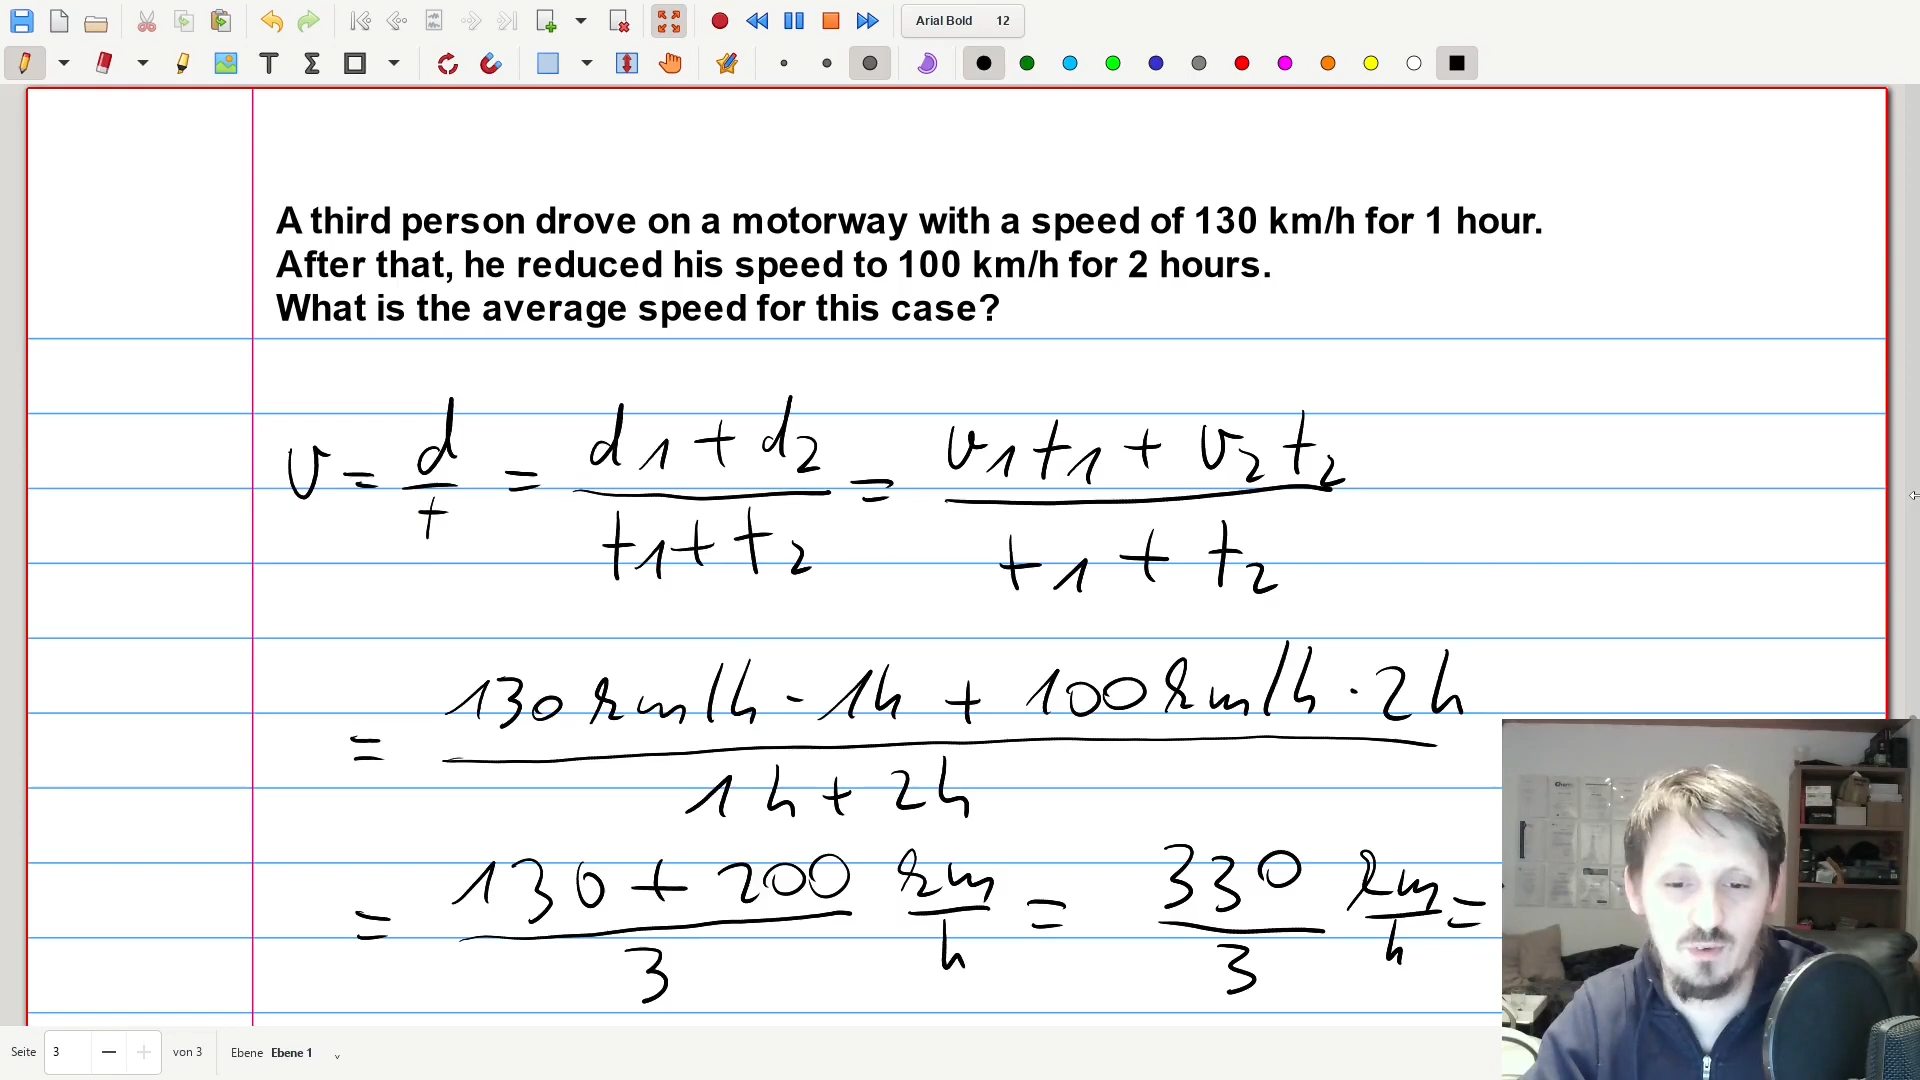 Arial Bold 12
A third person drove on a motorway with a speed of 130 km/h for 1 hour.
After that, he reduced his speed to 100 km/h for 2 hours.
What is the average speed for this case?
v = d/t = (d1 + d2)/(t1 + t2) = (v1t1 + v2t2)/(t1 + t2)
= (130 km/h · 1h + 100 km/h · 2h)/(1h + 2h)
= (130 + 200)/3 km/h = 330/3 km/h =
Seite 3 von 3 Ebene Ebene 1